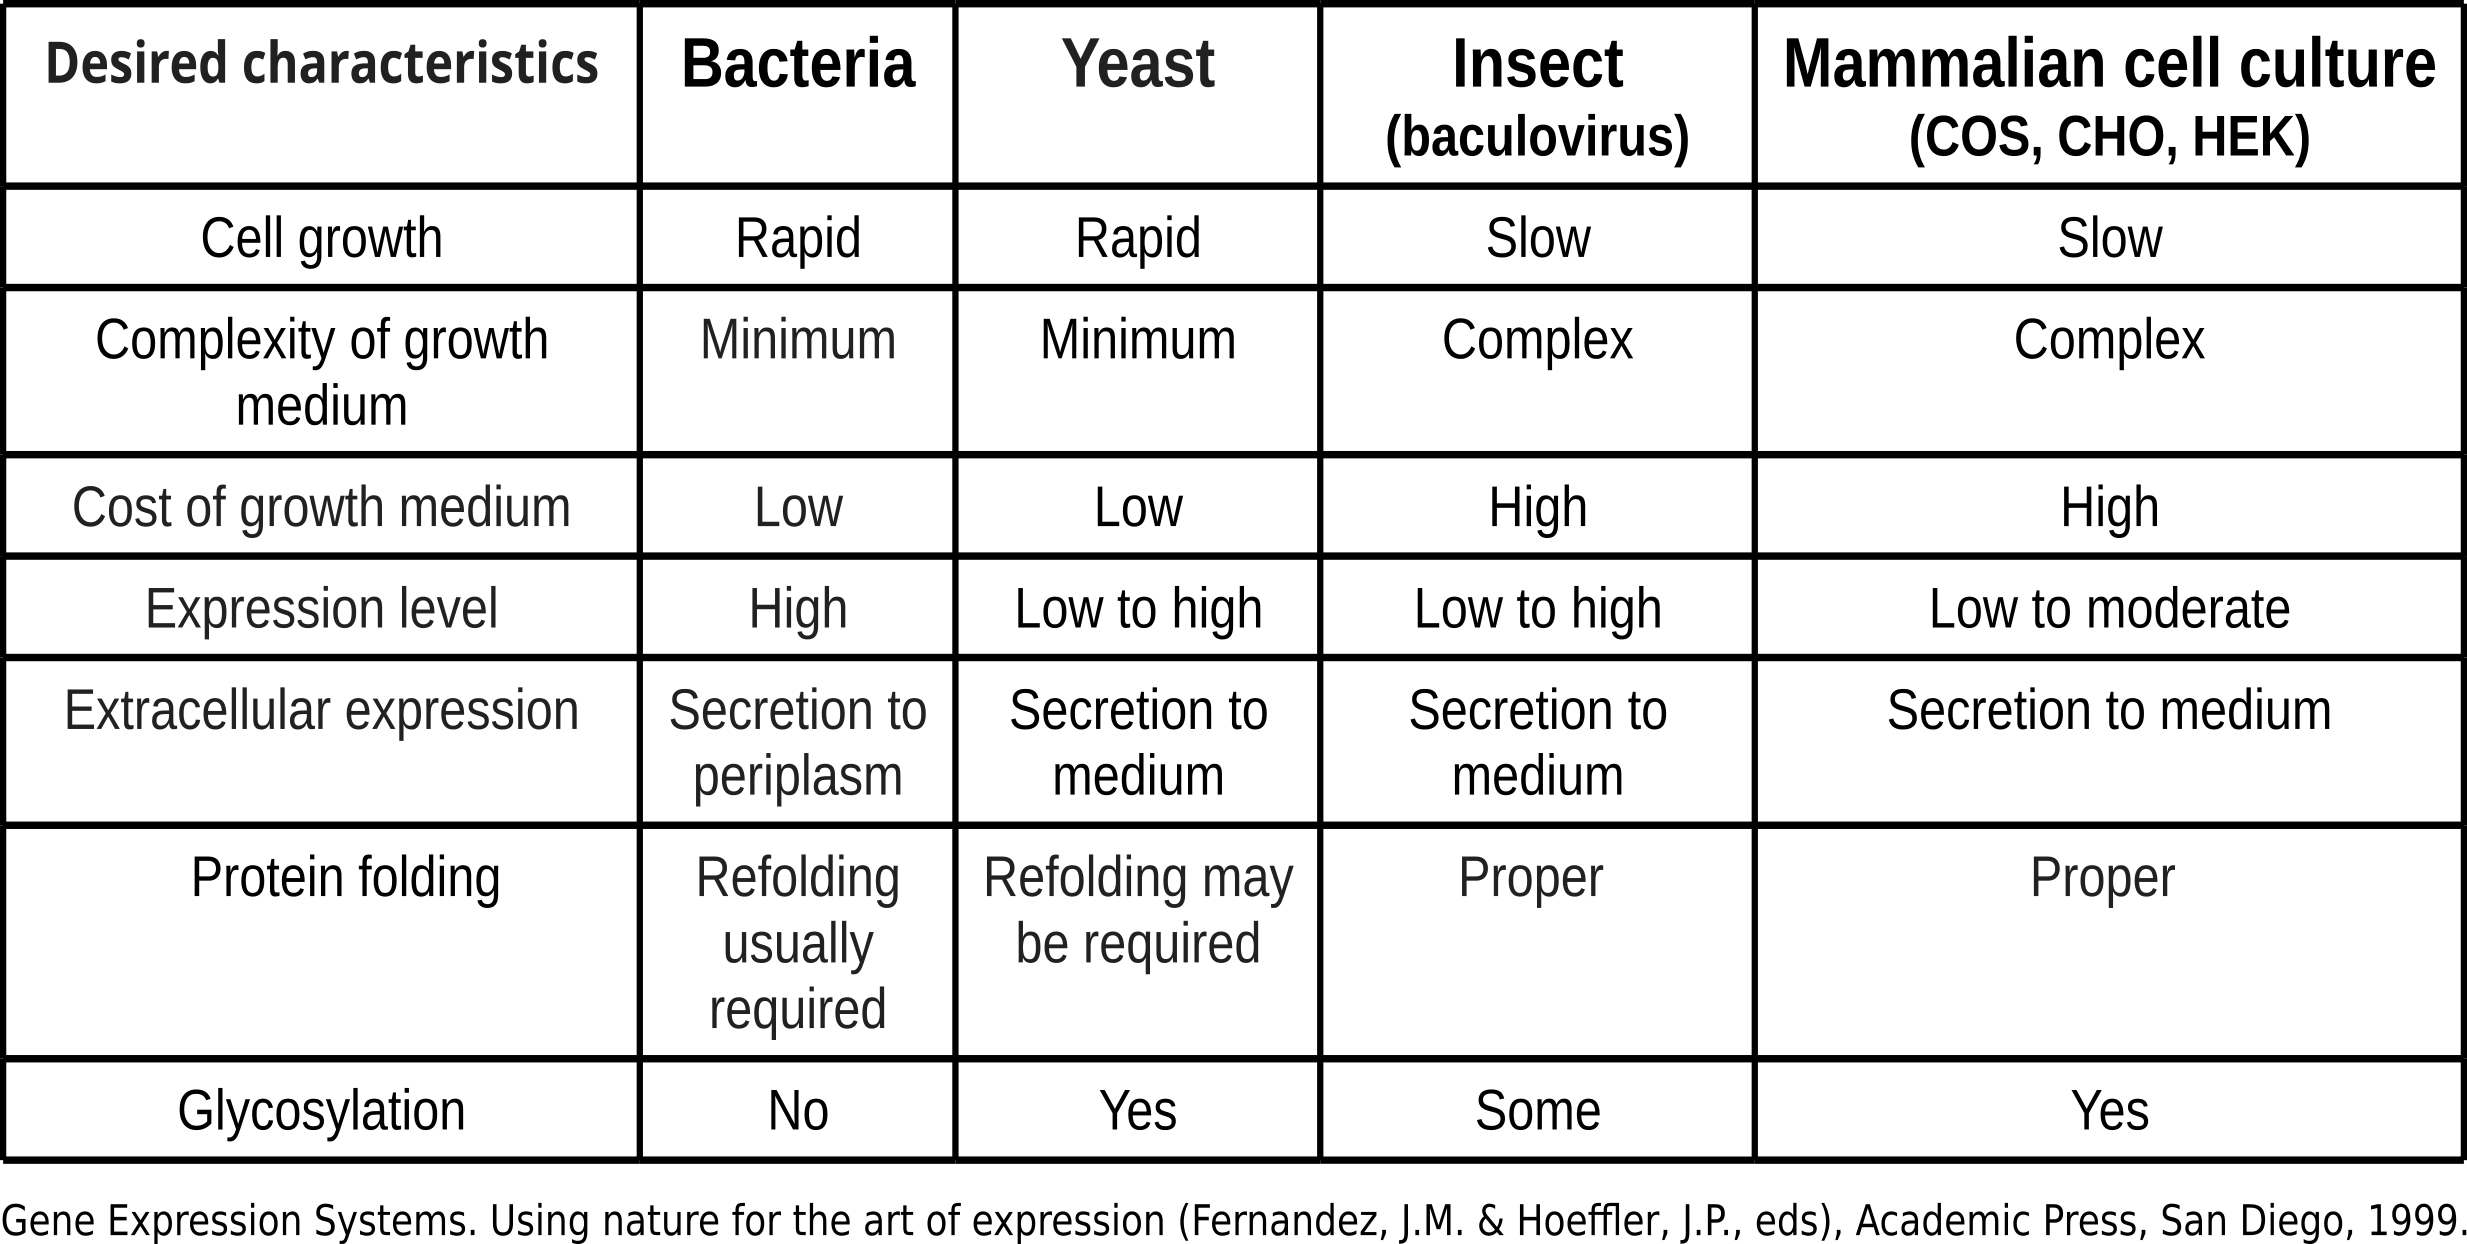 Desired characteristics Bacteria Yeast Insect Mammalian cell culture
(baculovirus) (COS, CHO, HEK)
Cell growth Rapid Rapid Slow Slow
Complexity of growth Minimum Minimum Complex Complex
medium
Cost of growth medium Low Low High High
Expression level High Low to high Low to high Low to moderate
Extracellular expression Secretion to Secretion to Secretion to Secretion to medium
periplasm medium medium
Protein folding Refolding Refolding may Proper Proper
usually be required
required
Glycosylation No Yes Some Yes
Gene Expression Systems. Using nature for the art of expression (Fernandez, J.M. & Hoeffler, J.P., eds), Academic Press, San Diego, 1999.